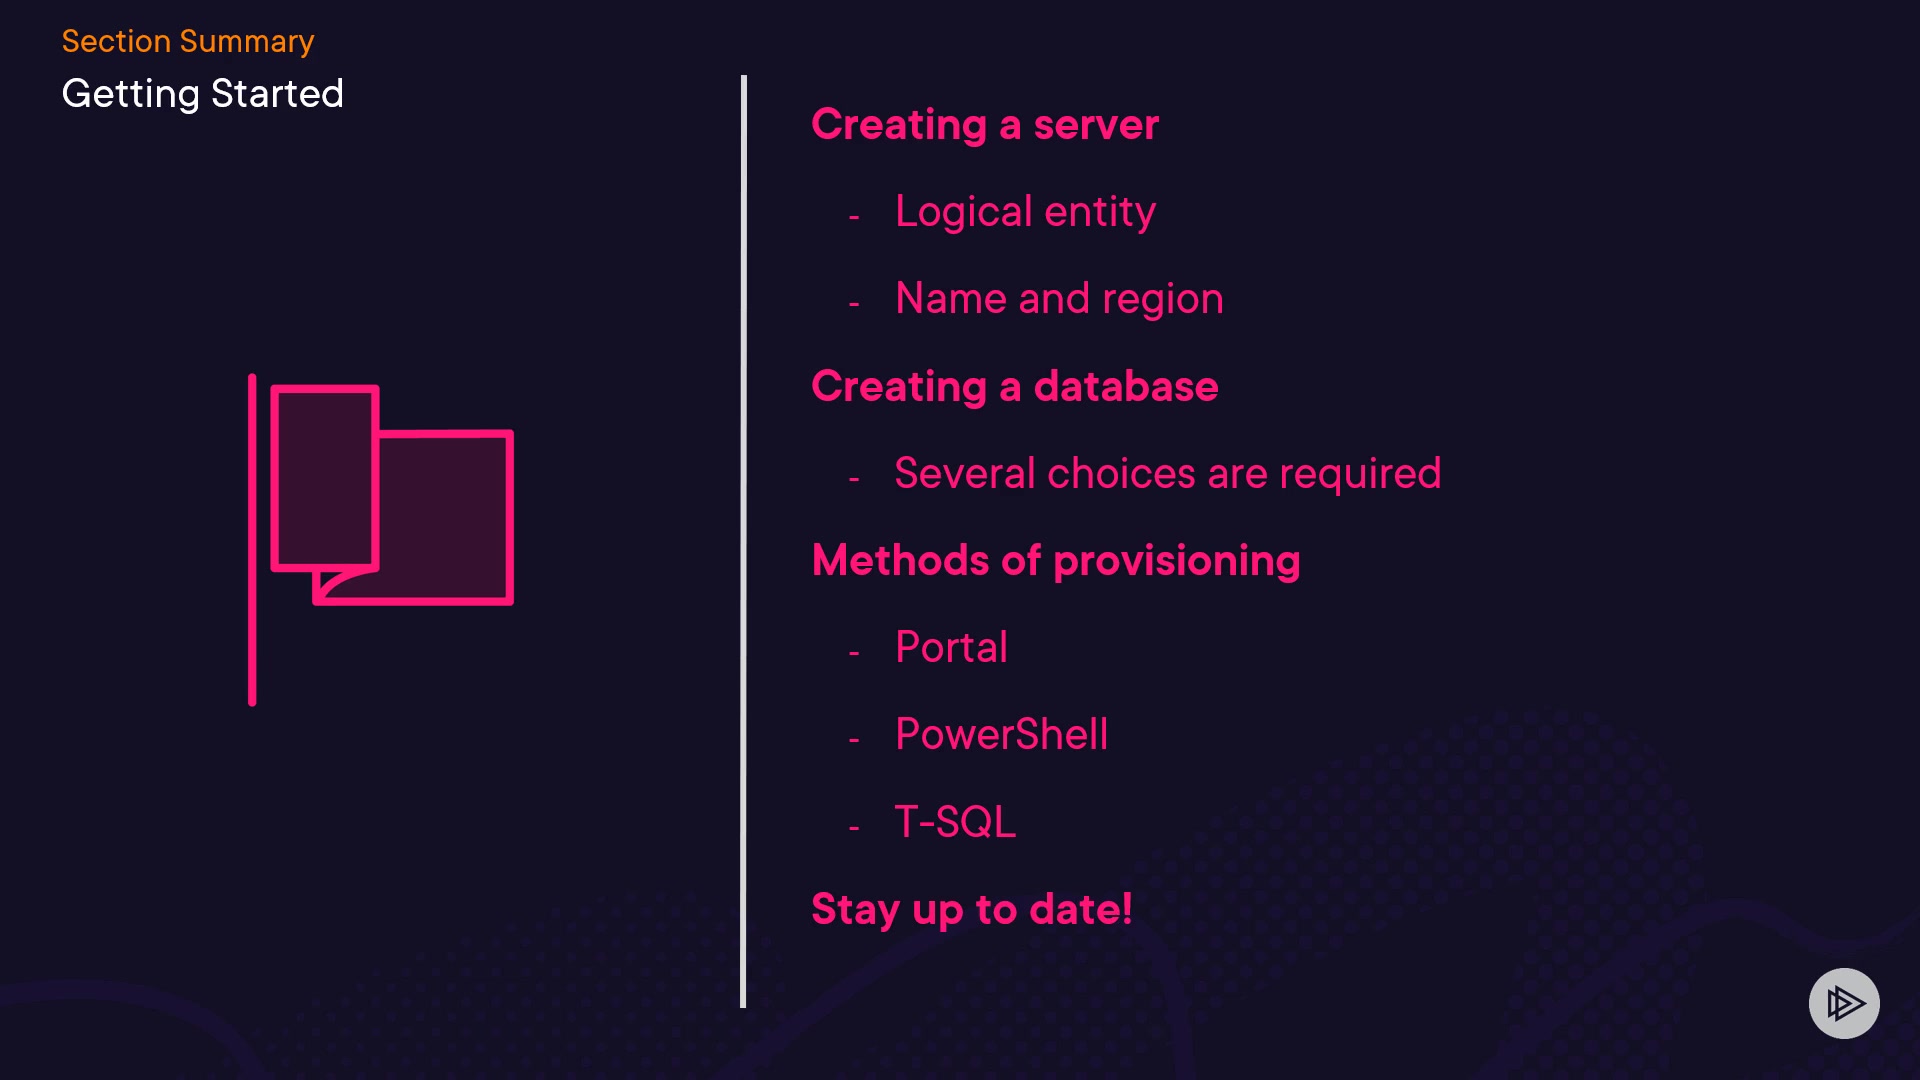 Section Summary
Getting Started
Creating a server
- Logical entity
- Name and region
Creating a database
- Several choices are required
Methods of provisioning
- Portal
- PowerShell
- T-SQL
Stay up to date!